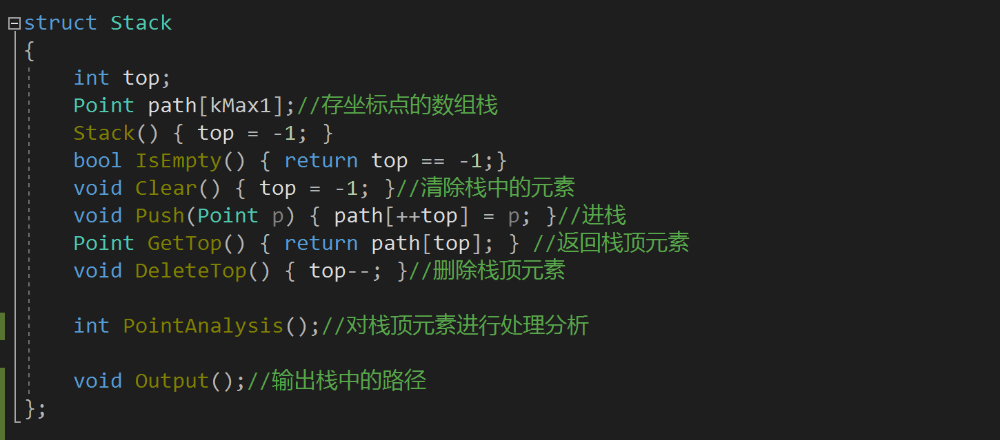 struct Stack
{
    int top;
    Point path[kMax1];//存坐标点的数组栈
    Stack() { top = -1; }
    bool IsEmpty() { return top == -1;}
    void Clear() { top = -1; }//清除栈中的元素
    void Push(Point p) { path[++top] = p; }//进栈
    Point GetTop() { return path[top]; } //返回栈顶元素
    void DeleteTop() { top--; }//删除栈顶元素
    int PointAnalysis();//对栈顶元素进行处理分析
    void Output();//输出栈中的路径
};